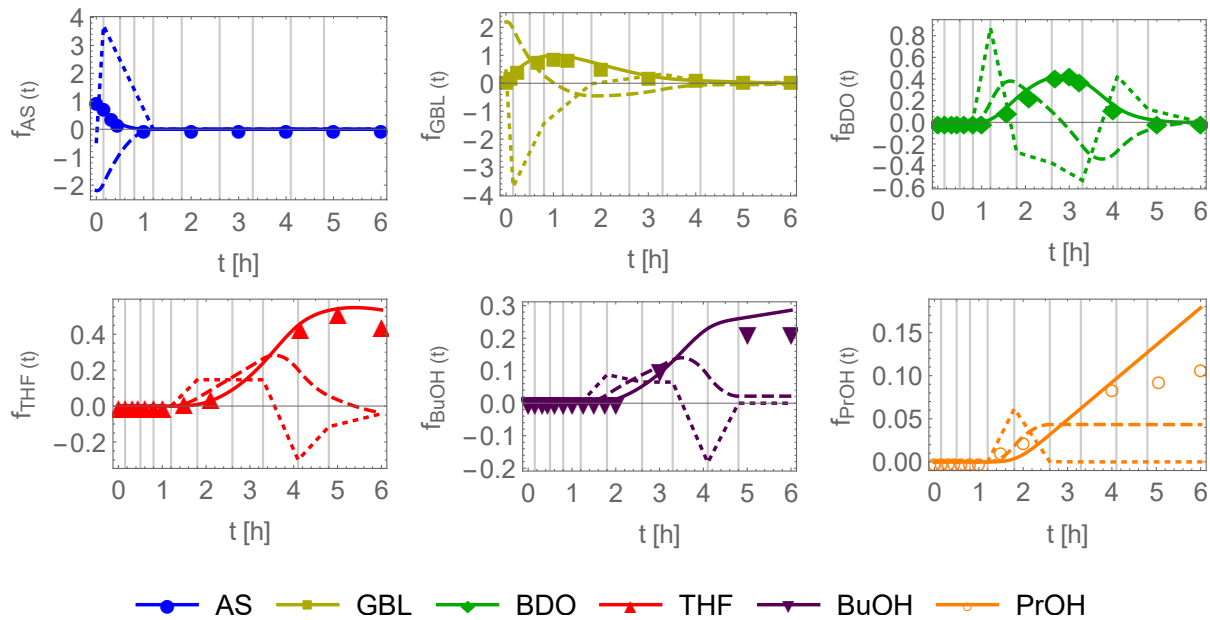 f_AS (t)
4
3
2
1
0
−1
−2
0 1 2 3 4 5 6
t [h]
f_GBL (t)
4
3
2
1
0
−1
−2
−3
−4
0 1 2 3 4 5 6
t [h]
f_BDO (t)
0.8
0.6
0.4
0.2
0.0
−0.2
−0.4
−0.6
0 1 2 3 4 5 6
t [h]
f_THF (t)
0.4
0.2
0.0
−0.2
0 1 2 3 4 5 6
t [h]
f_BuOH (t)
0.3
0.2
0.1
0.0
−0.1
0.2
0 1 2 3 4 5 6
t [h]
f_PrOH (t)
0.15
0.10
0.05
0.00
0 1 2 3 4 5 6
t [h]
AS GBL BDO THF BuOH PrOH